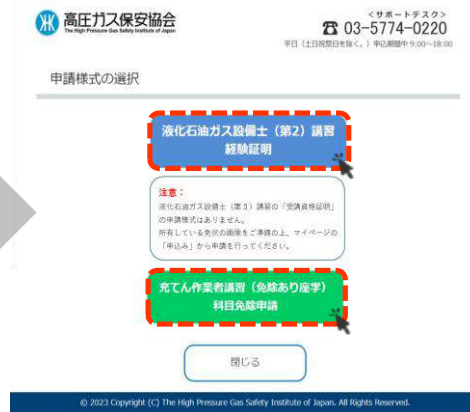 高圧ガス保安協会
The High Pressure Gas Safety Institute of Japan
<サポートデスク>
03-5774-0220
平日(土日祝祭日を除く。)申込期間中 9:00~18:00
申請様式の選択
液化石油ガス設備士(第2)講習
経験証明
注意:
液化石油ガス設備士(第3)講習の「受講資格証明」
の申請様式はありません。
所有している免状の画像をご準備の上、マイページの
「申込み」から申請を行ってください。
充てん作業者講習(免除あり座学)
科目免除申請
閉じる
© 2023 Copyright (C) The High Pressure Gas Safety Institute of Japan. All Rights Reserved.